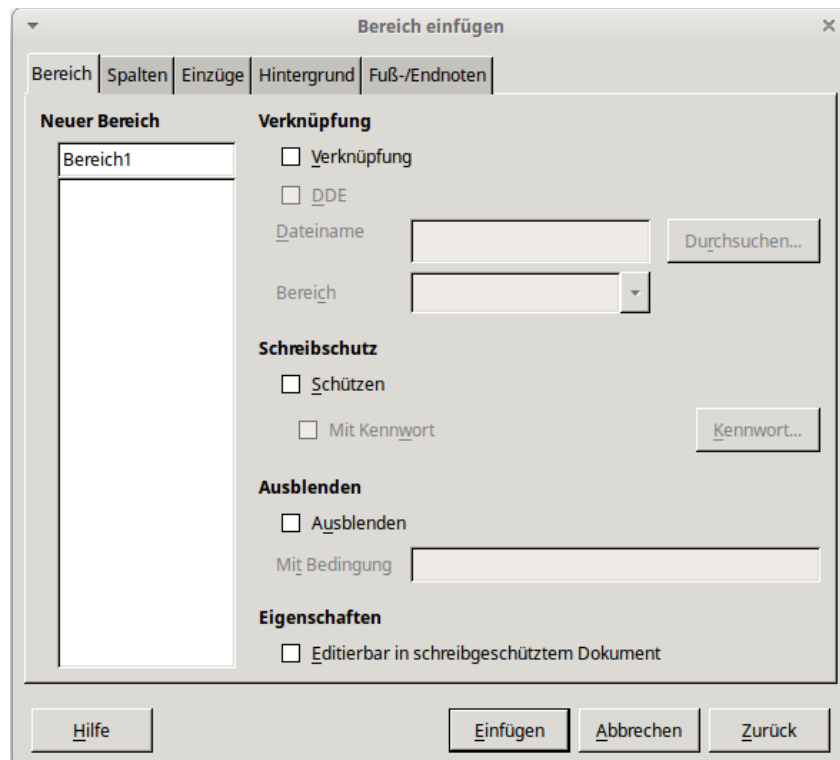 Bereich einfügen
Bereich Spalten Einzüge Hintergrund Fuß-/Endnoten
Neuer Bereich
Bereich1
Verknüpfung
Verknüpfung
DDE
Dateiname
Durchsuchen...
Bereich
Schreibschutz
Schützen
Mit Kennwort
Kennwort...
Ausblenden
Ausblenden
Mit Bedingung
Eigenschaften
Editierbar in schreibgeschütztem Dokument
Hilfe Einfügen Abbrechen Zurück